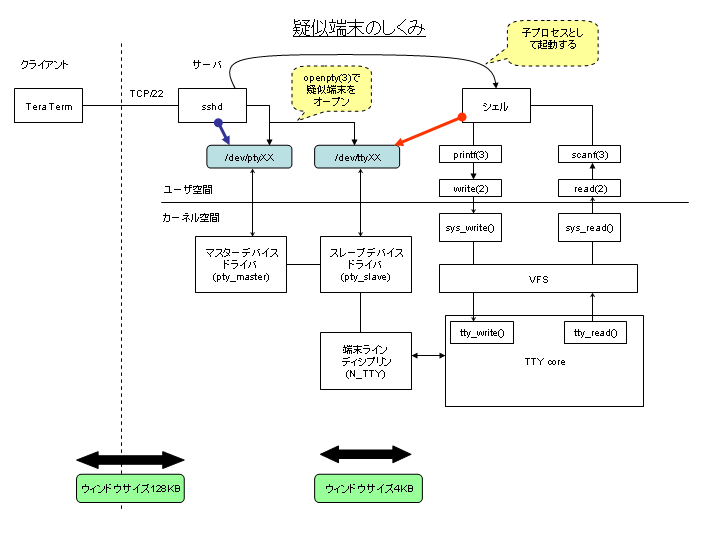 疑似端末のしくみ
子プロセスとし
て起動する
クライアント
サーバ
openpty(3)で
疑似端末を
オープン
TCP/22
Tera Term
sshd
シェル
/dev/ptyXX
/dev/ttyXX
printf(3)
scanf(3)
write(2)
read(2)
ユーザ空間
カーネル空間
sys_write()
sys_read()
マスターデバイス
ドライバ
(pty_master)
スレーブデバイス
ドライバ
(pty_slave)
VFS
tty_write()
tty_read()
端末ライン
ディシプリン
(N_TTY)
TTY core
ウィンドウサイズ128KB
ウィンドウサイズ4KB